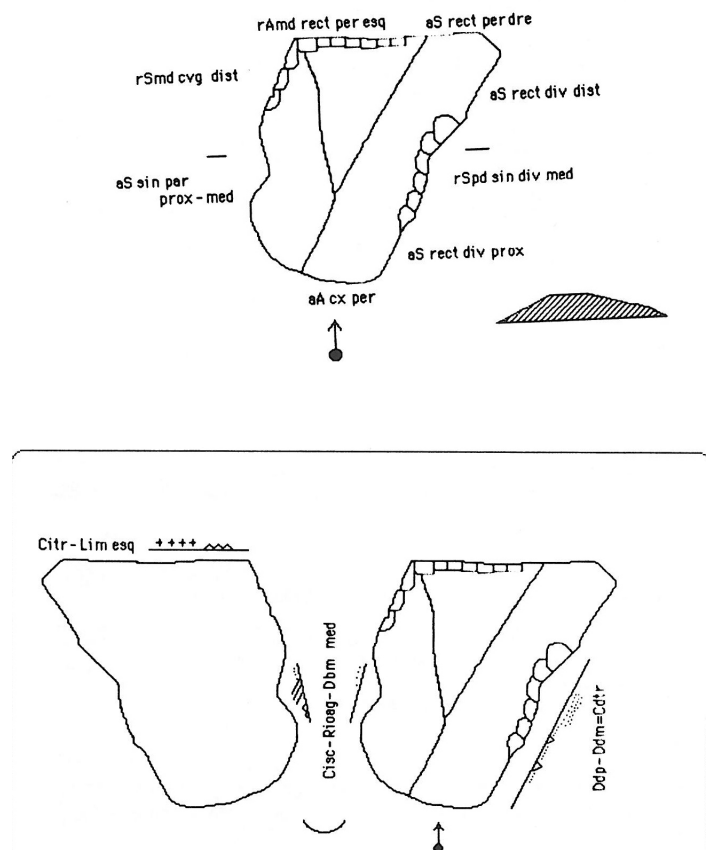 rAmd rect per esq
aS rect per dre
rSmd cvg dist
aS rect div dist
aS sin par
prox-med
rSpd sin div med
aS rect div prox
aA cx per
Citr-Lim esq
Cisc-Rioag-Dbm med
Ddp-Ddm=Cdtr